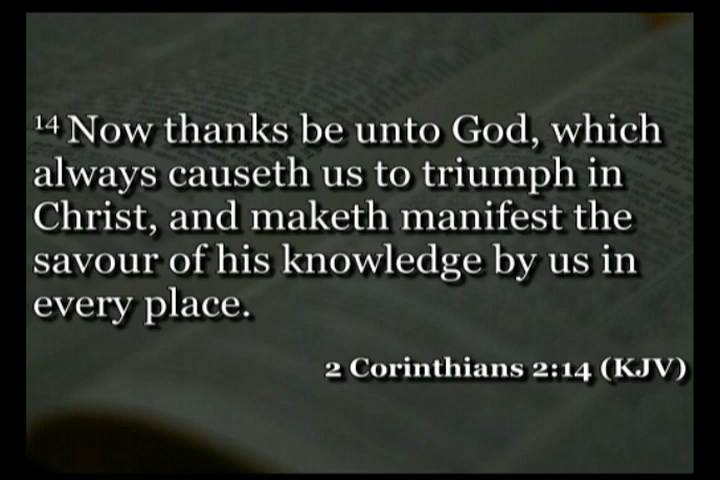 14 Now thanks be unto God, which
always causeth us to triumph in
Christ, and maketh manifest the
savour of his knowledge by us in
every place.
2 Corinthians 2:14 (KJV)